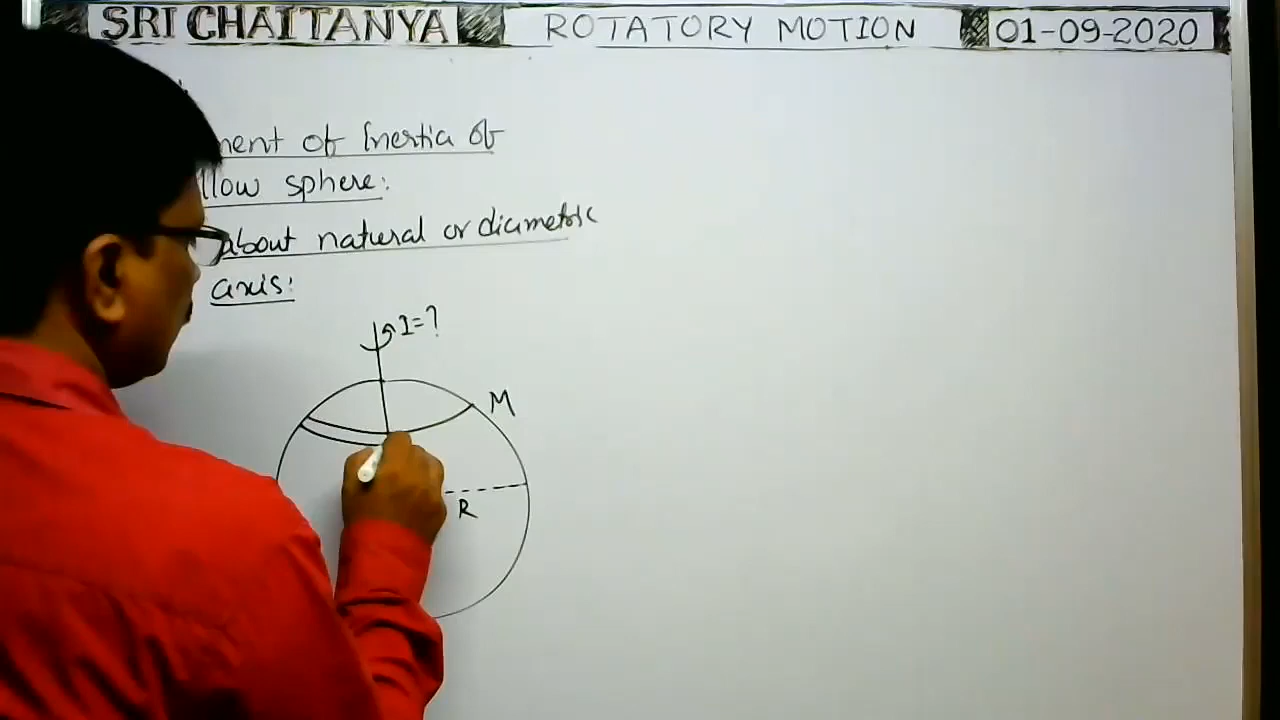 SRI CHAITANYA
ROTATORY MOTION
01-09-2020
ment of Inertia of
llow sphere:
about natural or diametric
axis:
I=?
M
R